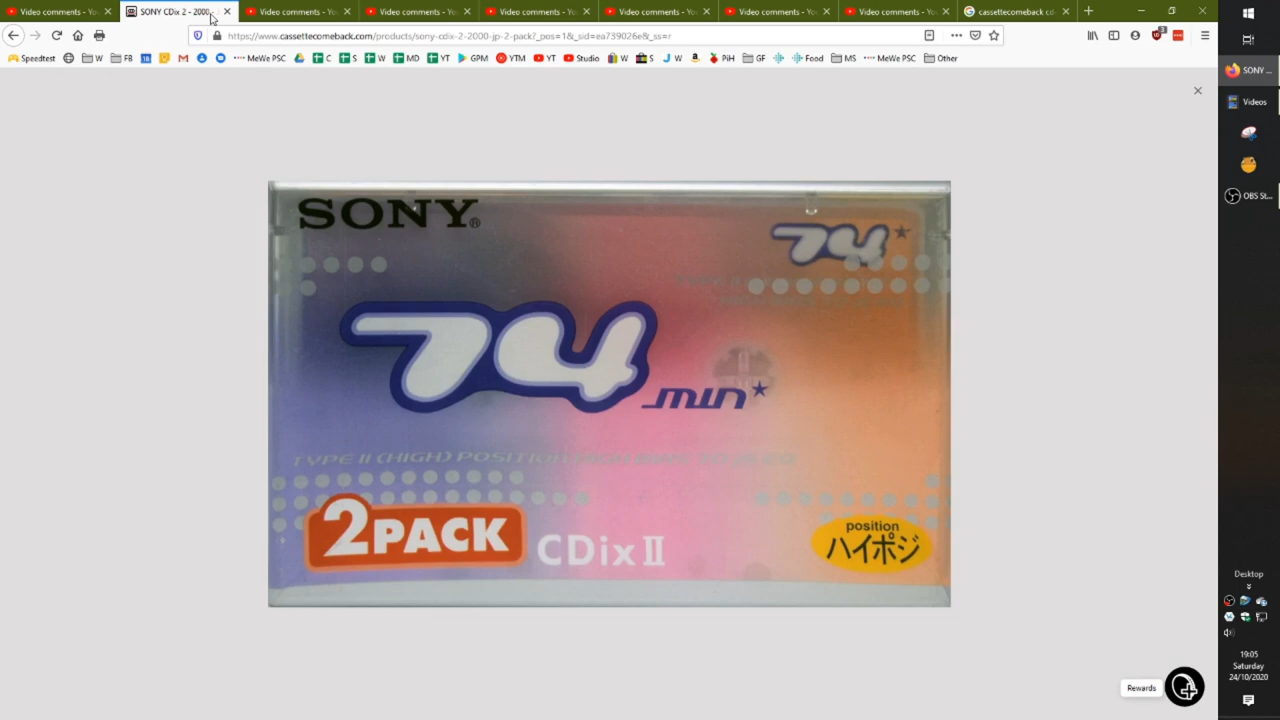 Video comments - Yo
SONY CDix 2 - 2000
Video comments - Yo
Video comments - Yo
Video comments - Yo
Video comments - Yo
Video comments - Yo
Video comments - Yo
cassettecomeback cd
https://www.cassettecomeback.com/products/sony-cdix-2-2000-jp-2-pack?_pos=1&_sid=ea739026e&_ss=r
Speedtest W FB MeWe PSC C S W MD YT GPM YTM YT Studio W S W PiH GF Food MS MeWe PSC Other
SONY ...
Videos
OBS St...
SONY®
74
74 min
TYPE II (HIGH) POSITION
2PACK
CDix II
position
ハイポジ
Rewards
Desktop
19:05
Saturday
24/10/2020